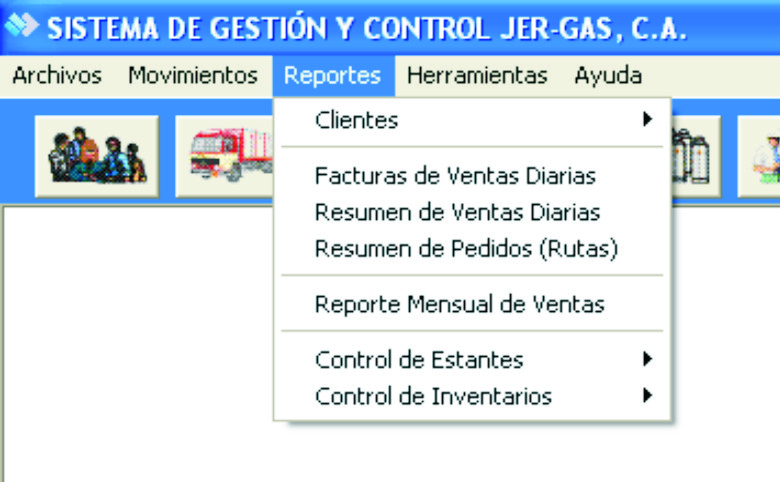 SISTEMA DE GESTIÓN Y CONTROL JER-GAS, C.A.
Archivos Movimientos Reportes Herramientas Ayuda
Clientes
Facturas de Ventas Diarias
Resumen de Ventas Diarias
Resumen de Pedidos (Rutas)
Reporte Mensual de Ventas
Control de Estantes
Control de Inventarios